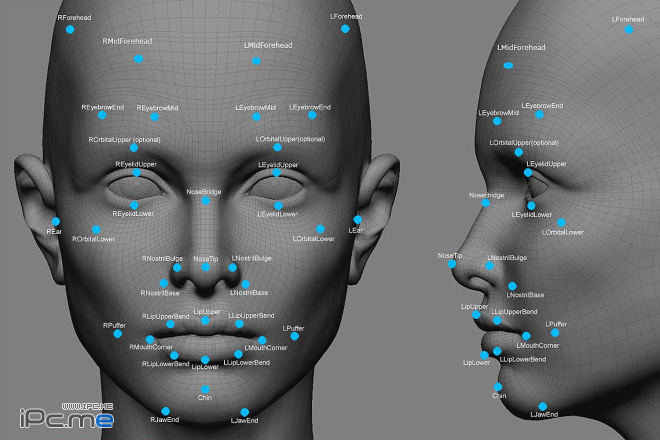 RForehead
LForehead
RMidForehead
LMidForehead
REyebrowEnd
REyebrowMid
LEyebrowMid
LEyebrowEnd
ROrbitalUpper (optional)
LOrbitalUpper (optional)
REyelidUpper
LEyelidUpper
NoseBridge
REyelidLower
LEyelidLower
REar
LEar
ROrbitalLower
LOrbitalLower
RNostrilBulge
NoseTip
LNostrilBulge
RNostrilBase
LNostrilBase
LipUpper
RLipUpperBend
LLipUpperBend
RPuffer
LPuffer
RMouthCorner
LMouthCorner
RLipLowerBend
LipLower
LLipLowerBend
Chin
RJawEnd
LJawEnd
WWW.IPC.ME
iPc.me
LForehead
LMidForehead
LEyebrowEnd
LEyebrowMid
LOrbitalUpper(optional)
LEyelidUpper
NoseBridge
LEyelidLower
LOrbitalLower
NoseTip
LNostrilBulge
LNostrilBase
LipUpper
LLipUpperBend
LPuffer
LMouthCorner
LipLower
LLipLowerBend
Chin
LJawEnd